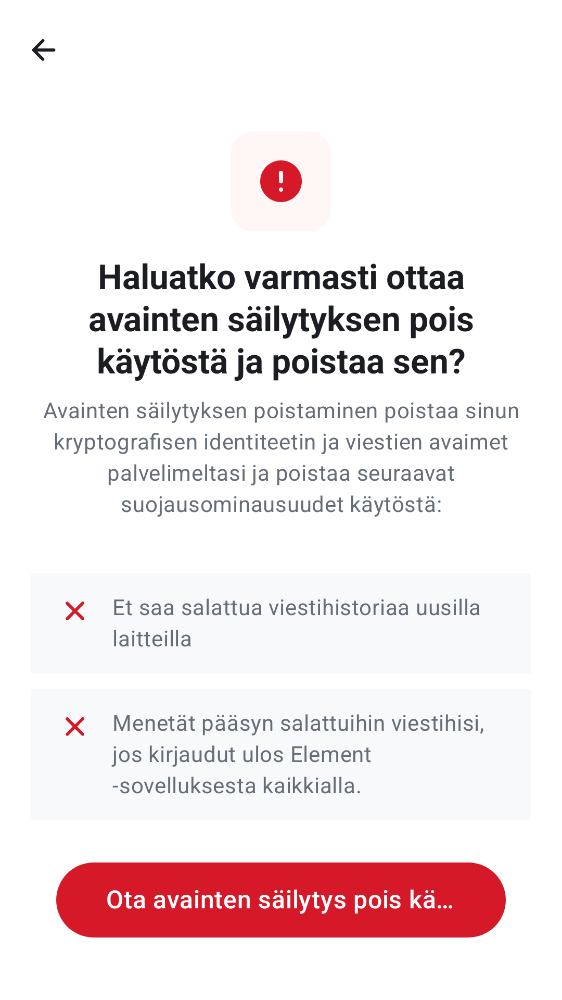 Haluatko varmasti ottaa
avainten säilytyksen pois
käytöstä ja poistaa sen?
Avainten säilytyksen poistaminen poistaa sinun
kryptografisen identiteetin ja viestien avaimet
palvelimeltasi ja poistaa seuraavat
suojausominausuudet käytöstä:
Et saa salattua viestihistoriaa uusilla
laitteilla
Menetät pääsyn salattuihin viestihisi,
jos kirjaudut ulos Element
-sovelluksesta kaikkialla.
Ota avainten säilytys pois kä…